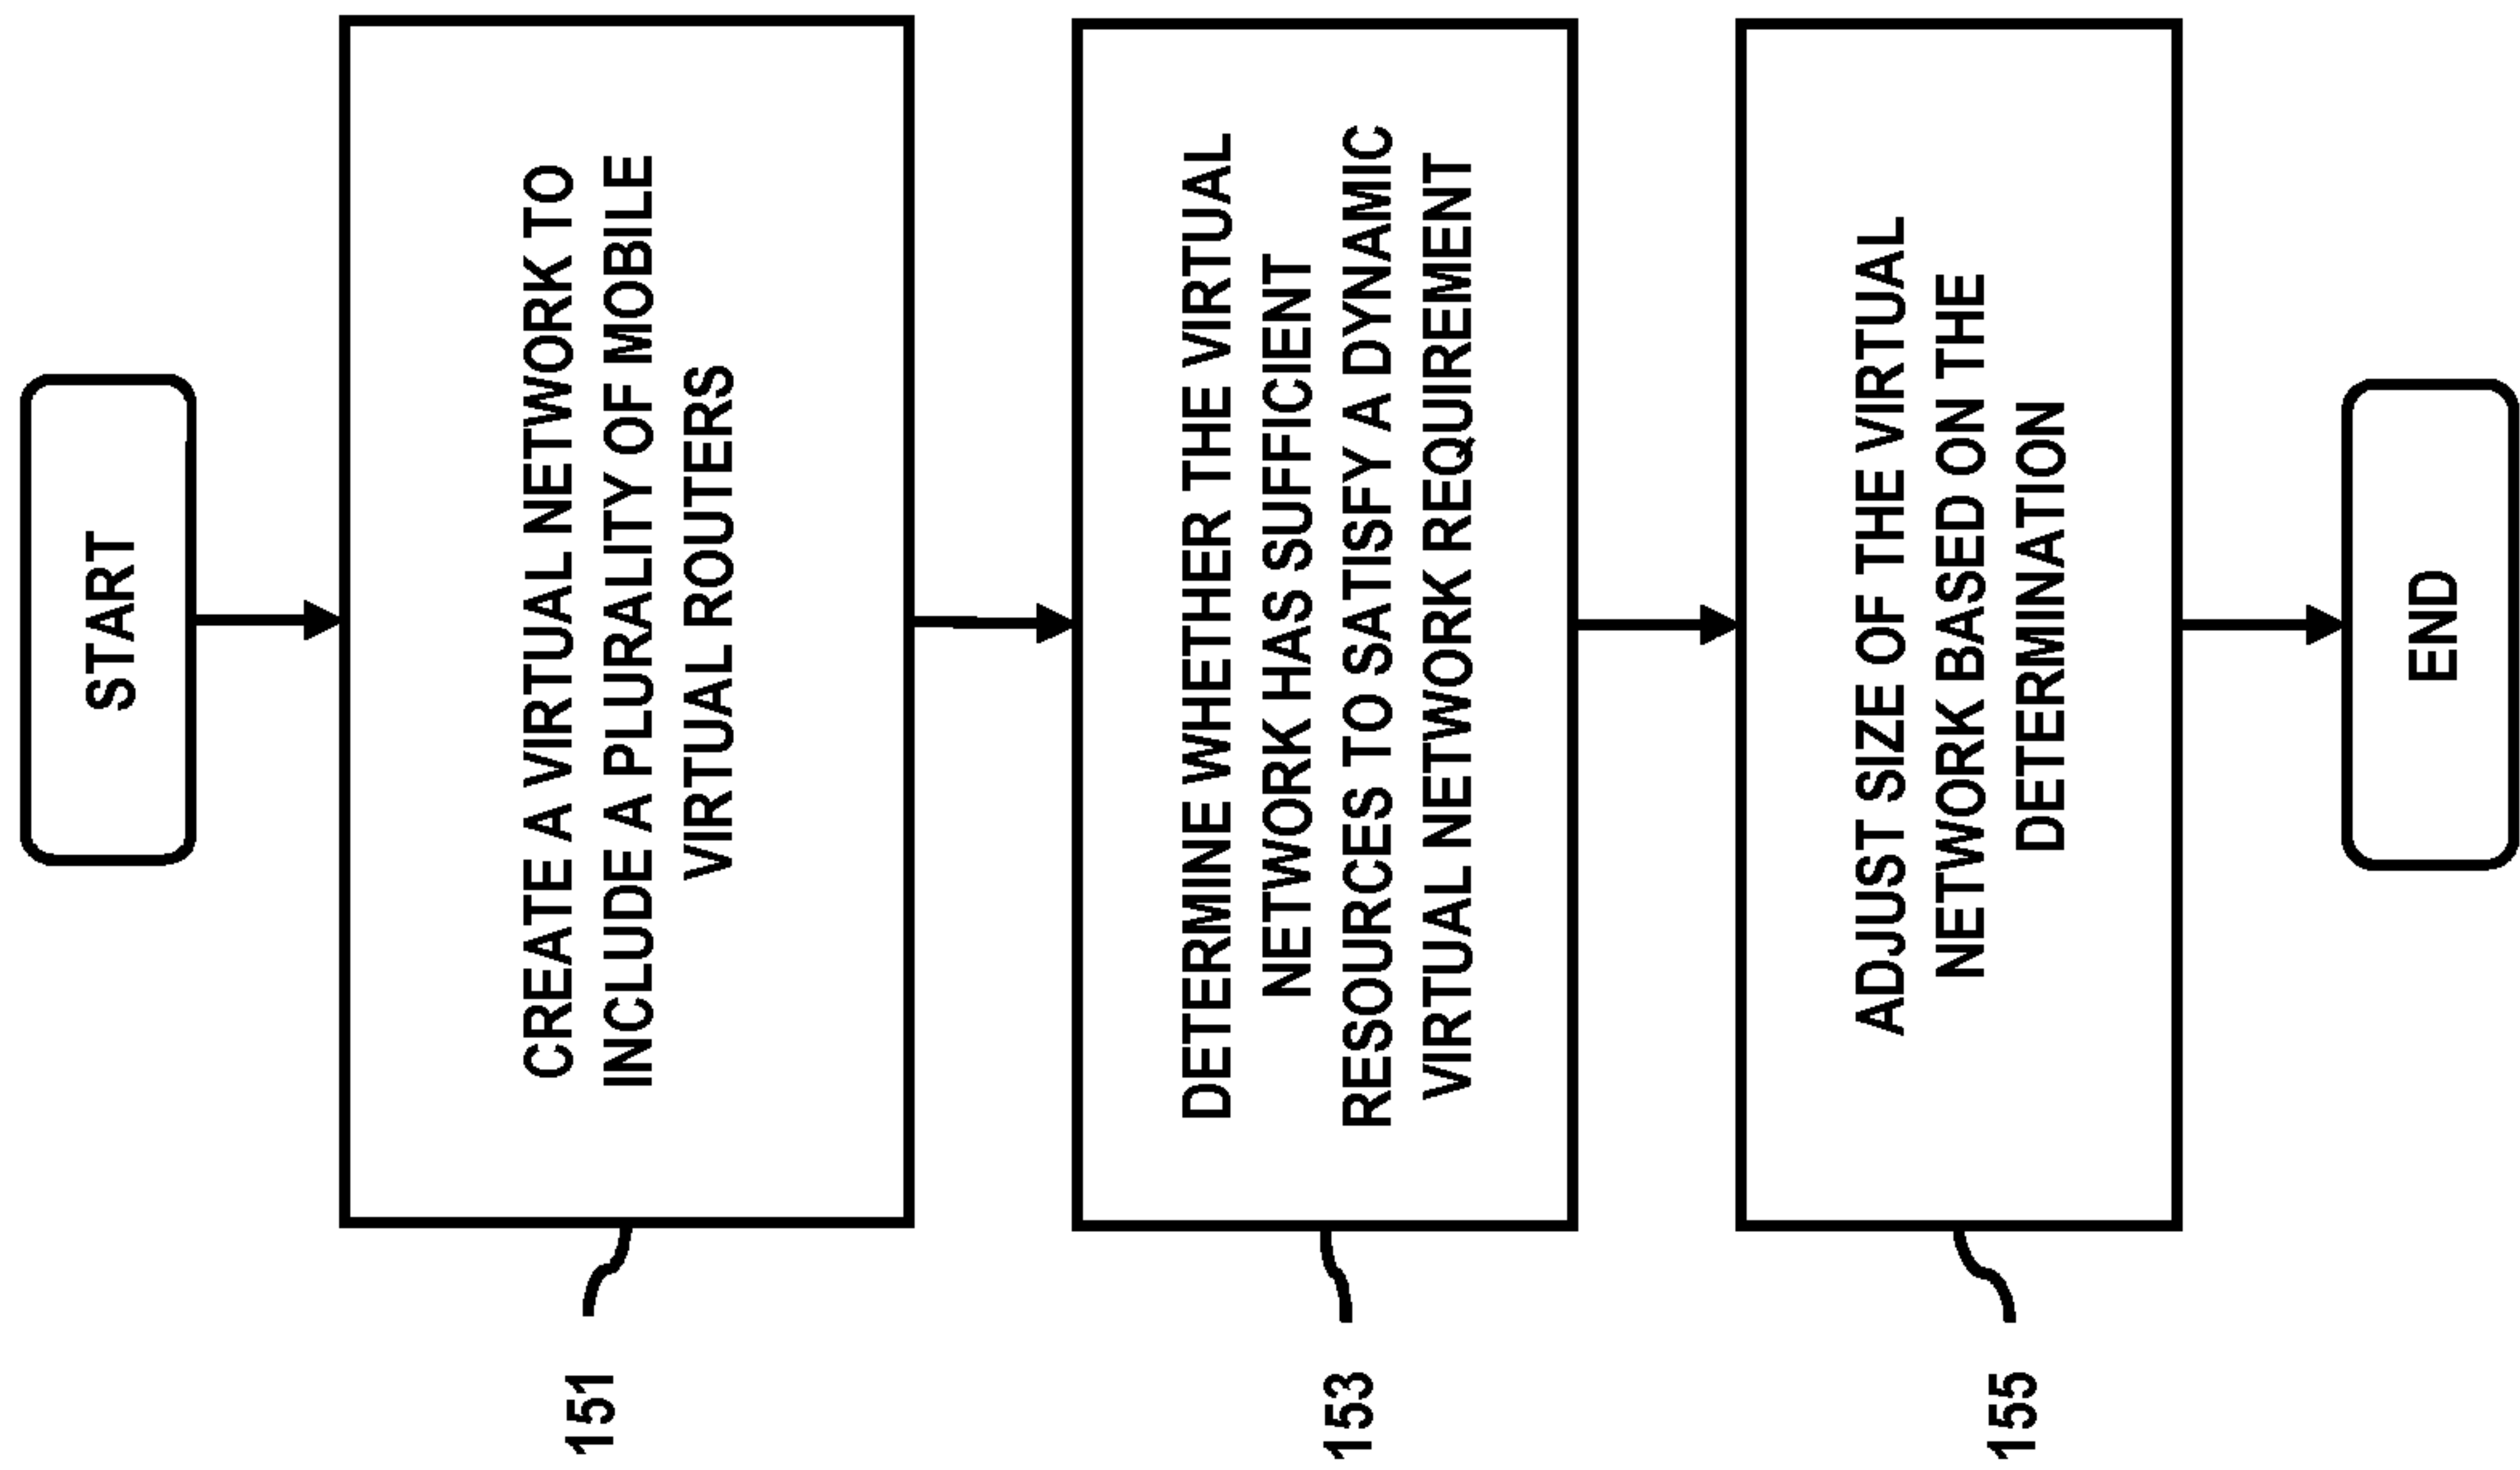 START
CREATE A VIRTUAL NETWORK TO
INCLUDE A PLURALITY OF MOBILE
VIRTUAL ROUTERS
151
DETERMINE WHETHER THE VIRTUAL
NETWORK HAS SUFFICIENT
RESOURCES TO SATISFY A DYNAMIC
VIRTUAL NETWORK REQUIREMENT
153
ADJUST SIZE OF THE VIRTUAL
NETWORK BASED ON THE
DETERMINATION
155
END